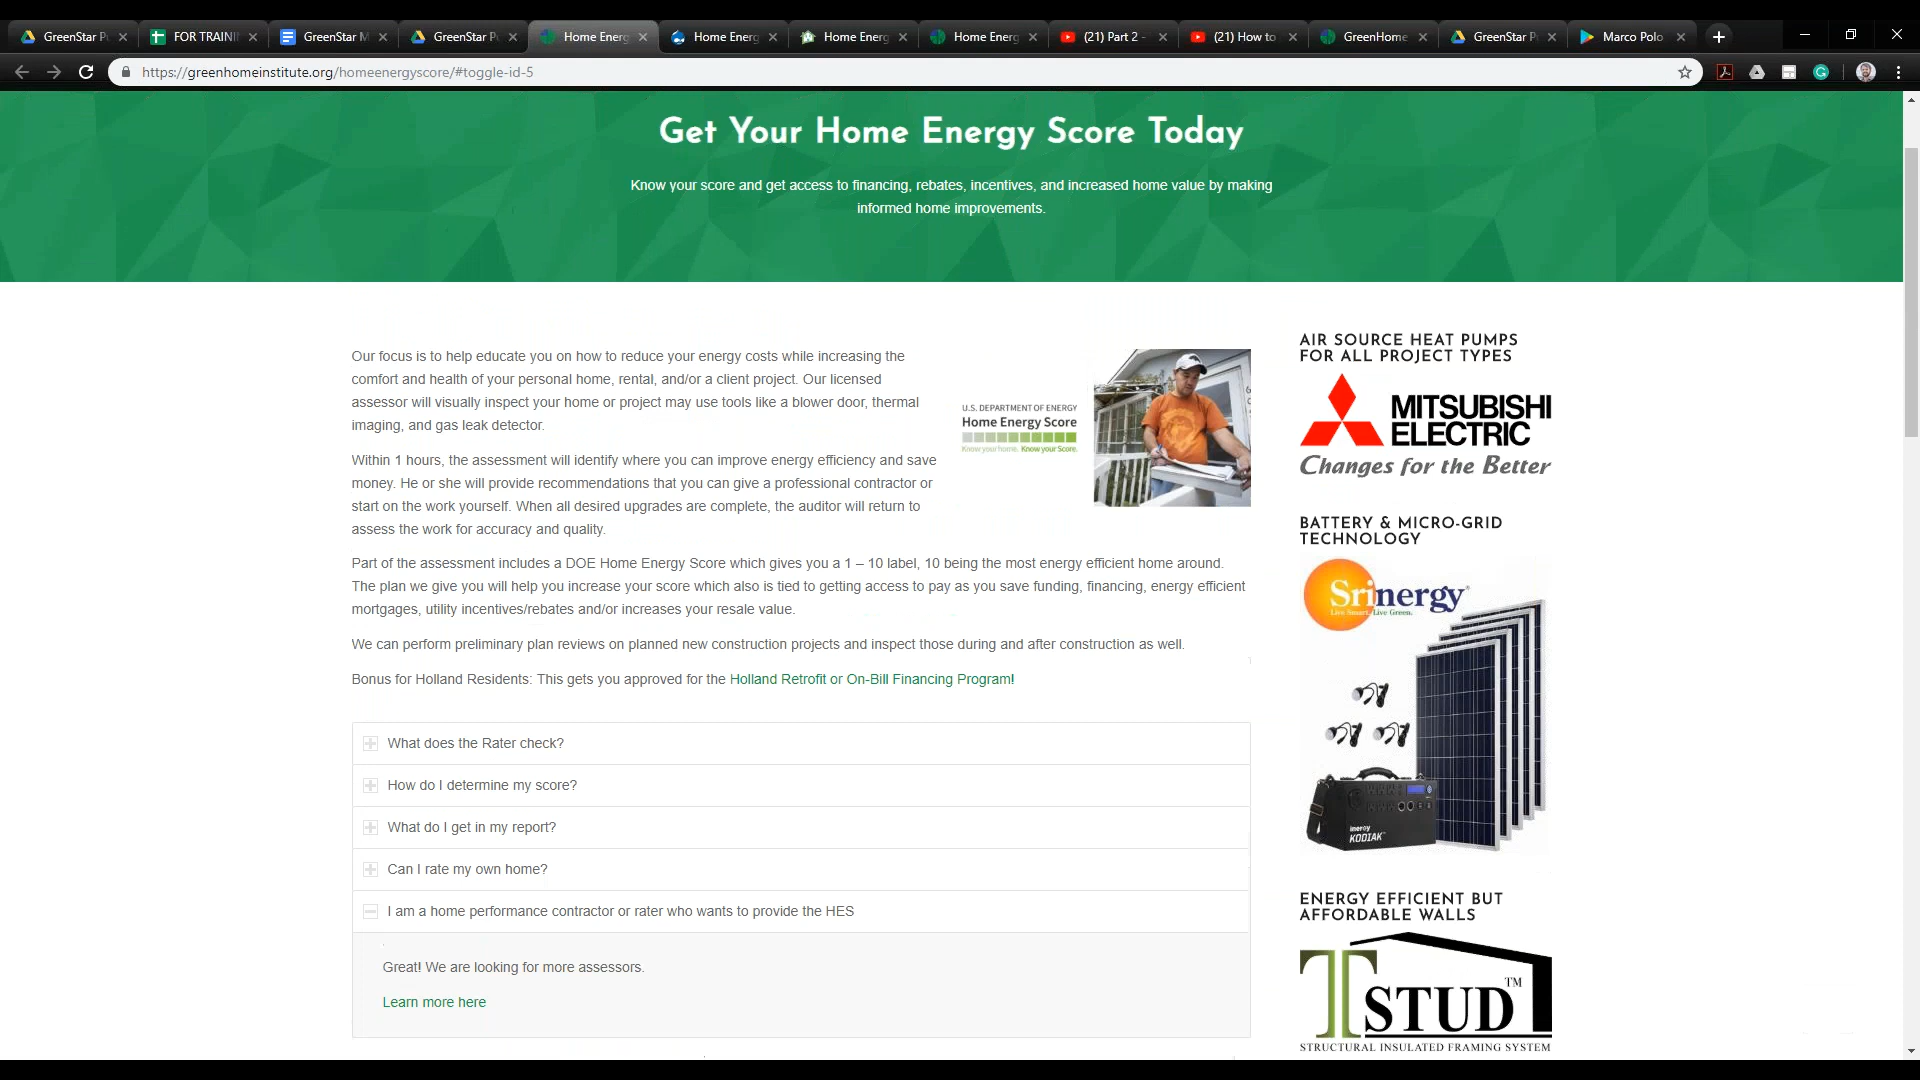 GreenStar P
FOR TRAINI
GreenStar M
GreenStar P
Home Energ
Home Energ
Home Energ
Home Energ
(21) Part 2 -
(21) How to
GreenHome
GreenStar P
Marco Polo
https://greenhomeinstitute.org/homeenergyscore/#toggle-id-5
Get Your Home Energy Score Today
Know your score and get access to financing, rebates, incentives, and increased home value by making
informed home improvements.
Our focus is to help educate you on how to reduce your energy costs while increasing the
comfort and health of your personal home, rental, and/or a client project. Our licensed
assessor will visually inspect your home or project may use tools like a blower door, thermal
imaging, and gas leak detector.
Within 1 hours, the assessment will identify where you can improve energy efficiency and save
money. He or she will provide recommendations that you can give a professional contractor or
start on the work yourself. When all desired upgrades are complete, the auditor will return to
assess the work for accuracy and quality.
U.S. DEPARTMENT OF ENERGY
Home Energy Score
Know your home. Know your Score.
Part of the assessment includes a DOE Home Energy Score which gives you a 1 – 10 label, 10 being the most energy efficient home around.
The plan we give you will help you increase your score which also is tied to getting access to pay as you save funding, financing, energy efficient
mortgages, utility incentives/rebates and/or increases your resale value.
We can perform preliminary plan reviews on planned new construction projects and inspect those during and after construction as well.
Bonus for Holland Residents: This gets you approved for the Holland Retrofit or On-Bill Financing Program!
What does the Rater check?
How do I determine my score?
What do I get in my report?
Can I rate my own home?
I am a home performance contractor or rater who wants to provide the HES
Great! We are looking for more assessors.
Learn more here
AIR SOURCE HEAT PUMPS
FOR ALL PROJECT TYPES
MITSUBISHI
ELECTRIC
Changes for the Better
BATTERY & MICRO-GRID
TECHNOLOGY
Srinergy®
Live Smart. Live Green.
inergy
KODIAK™
ENERGY EFFICIENT BUT
AFFORDABLE WALLS
TSTUD™
STRUCTURAL INSULATED FRAMING SYSTEM